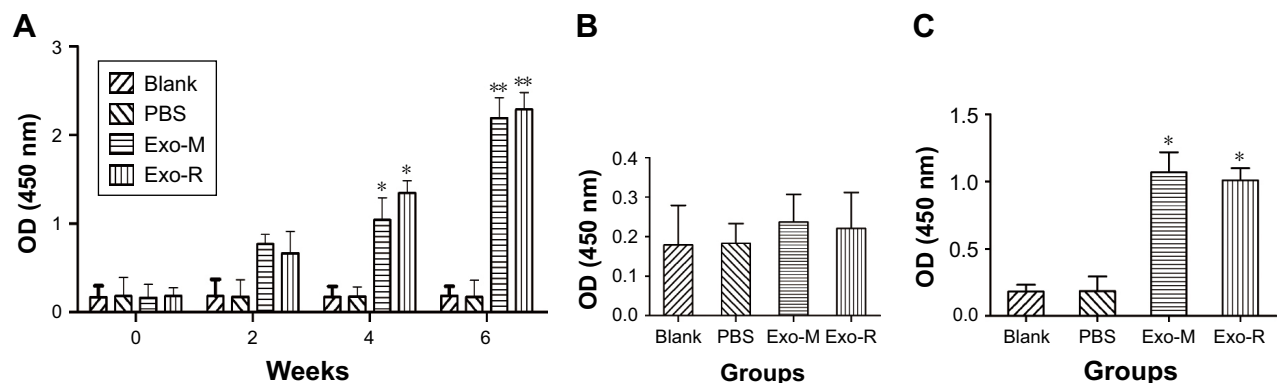 A
OD (450 nm)
3
2
1
0
Blank
PBS
Exo-M
Exo-R
* * ** **
0 2 4 6
Weeks
B
OD (450 nm)
0.4
0.3
0.2
0.1
0.0
Blank PBS Exo-M Exo-R
Groups
C
OD (450 nm)
1.5
1.0
0.5
0.0
* *
Blank PBS Exo-M Exo-R
Groups